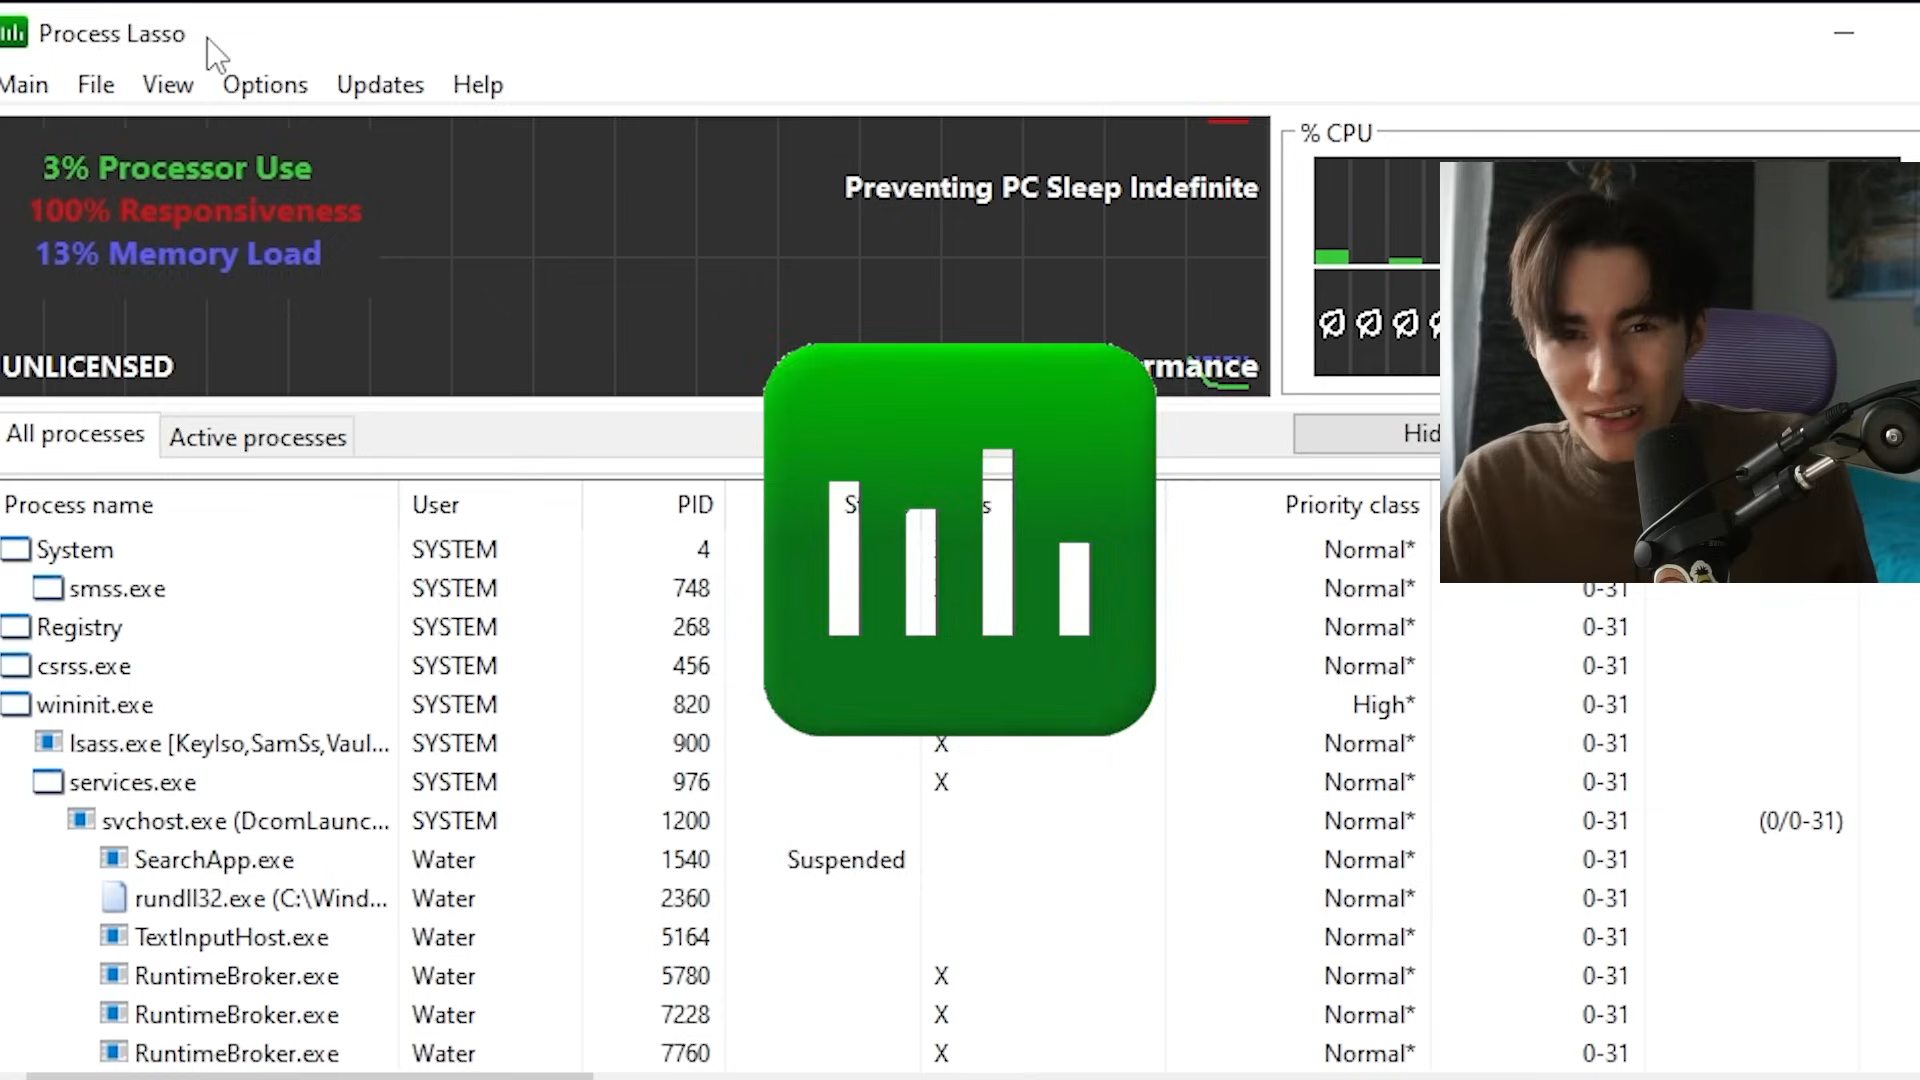 Process Lasso
Main File View Options Updates Help
3% Processor Use
100% Responsiveness
13% Memory Load
Preventing PC Sleep Indefinite
UNLICENSED
rmance
% CPU
All processes Active processes
Hid
Process name User PID S s Priority class
System SYSTEM 4 Normal*
smss.exe SYSTEM 748 Normal* 0-31
Registry SYSTEM 268 Normal* 0-31
csrss.exe SYSTEM 456 Normal* 0-31
wininit.exe SYSTEM 820 High* 0-31
lsass.exe [KeyIso,SamSs,Vaul... SYSTEM 900 X Normal* 0-31
services.exe SYSTEM 976 X Normal* 0-31
svchost.exe (DcomLaunc... SYSTEM 1200 Normal* 0-31 (0/0-31)
SearchApp.exe Water 1540 Suspended Normal* 0-31
rundll32.exe (C:\Wind... Water 2360 Normal* 0-31
TextInputHost.exe Water 5164 Normal* 0-31
RuntimeBroker.exe Water 5780 X Normal* 0-31
RuntimeBroker.exe Water 7228 X Normal* 0-31
RuntimeBroker.exe Water 7760 X Normal* 0-31